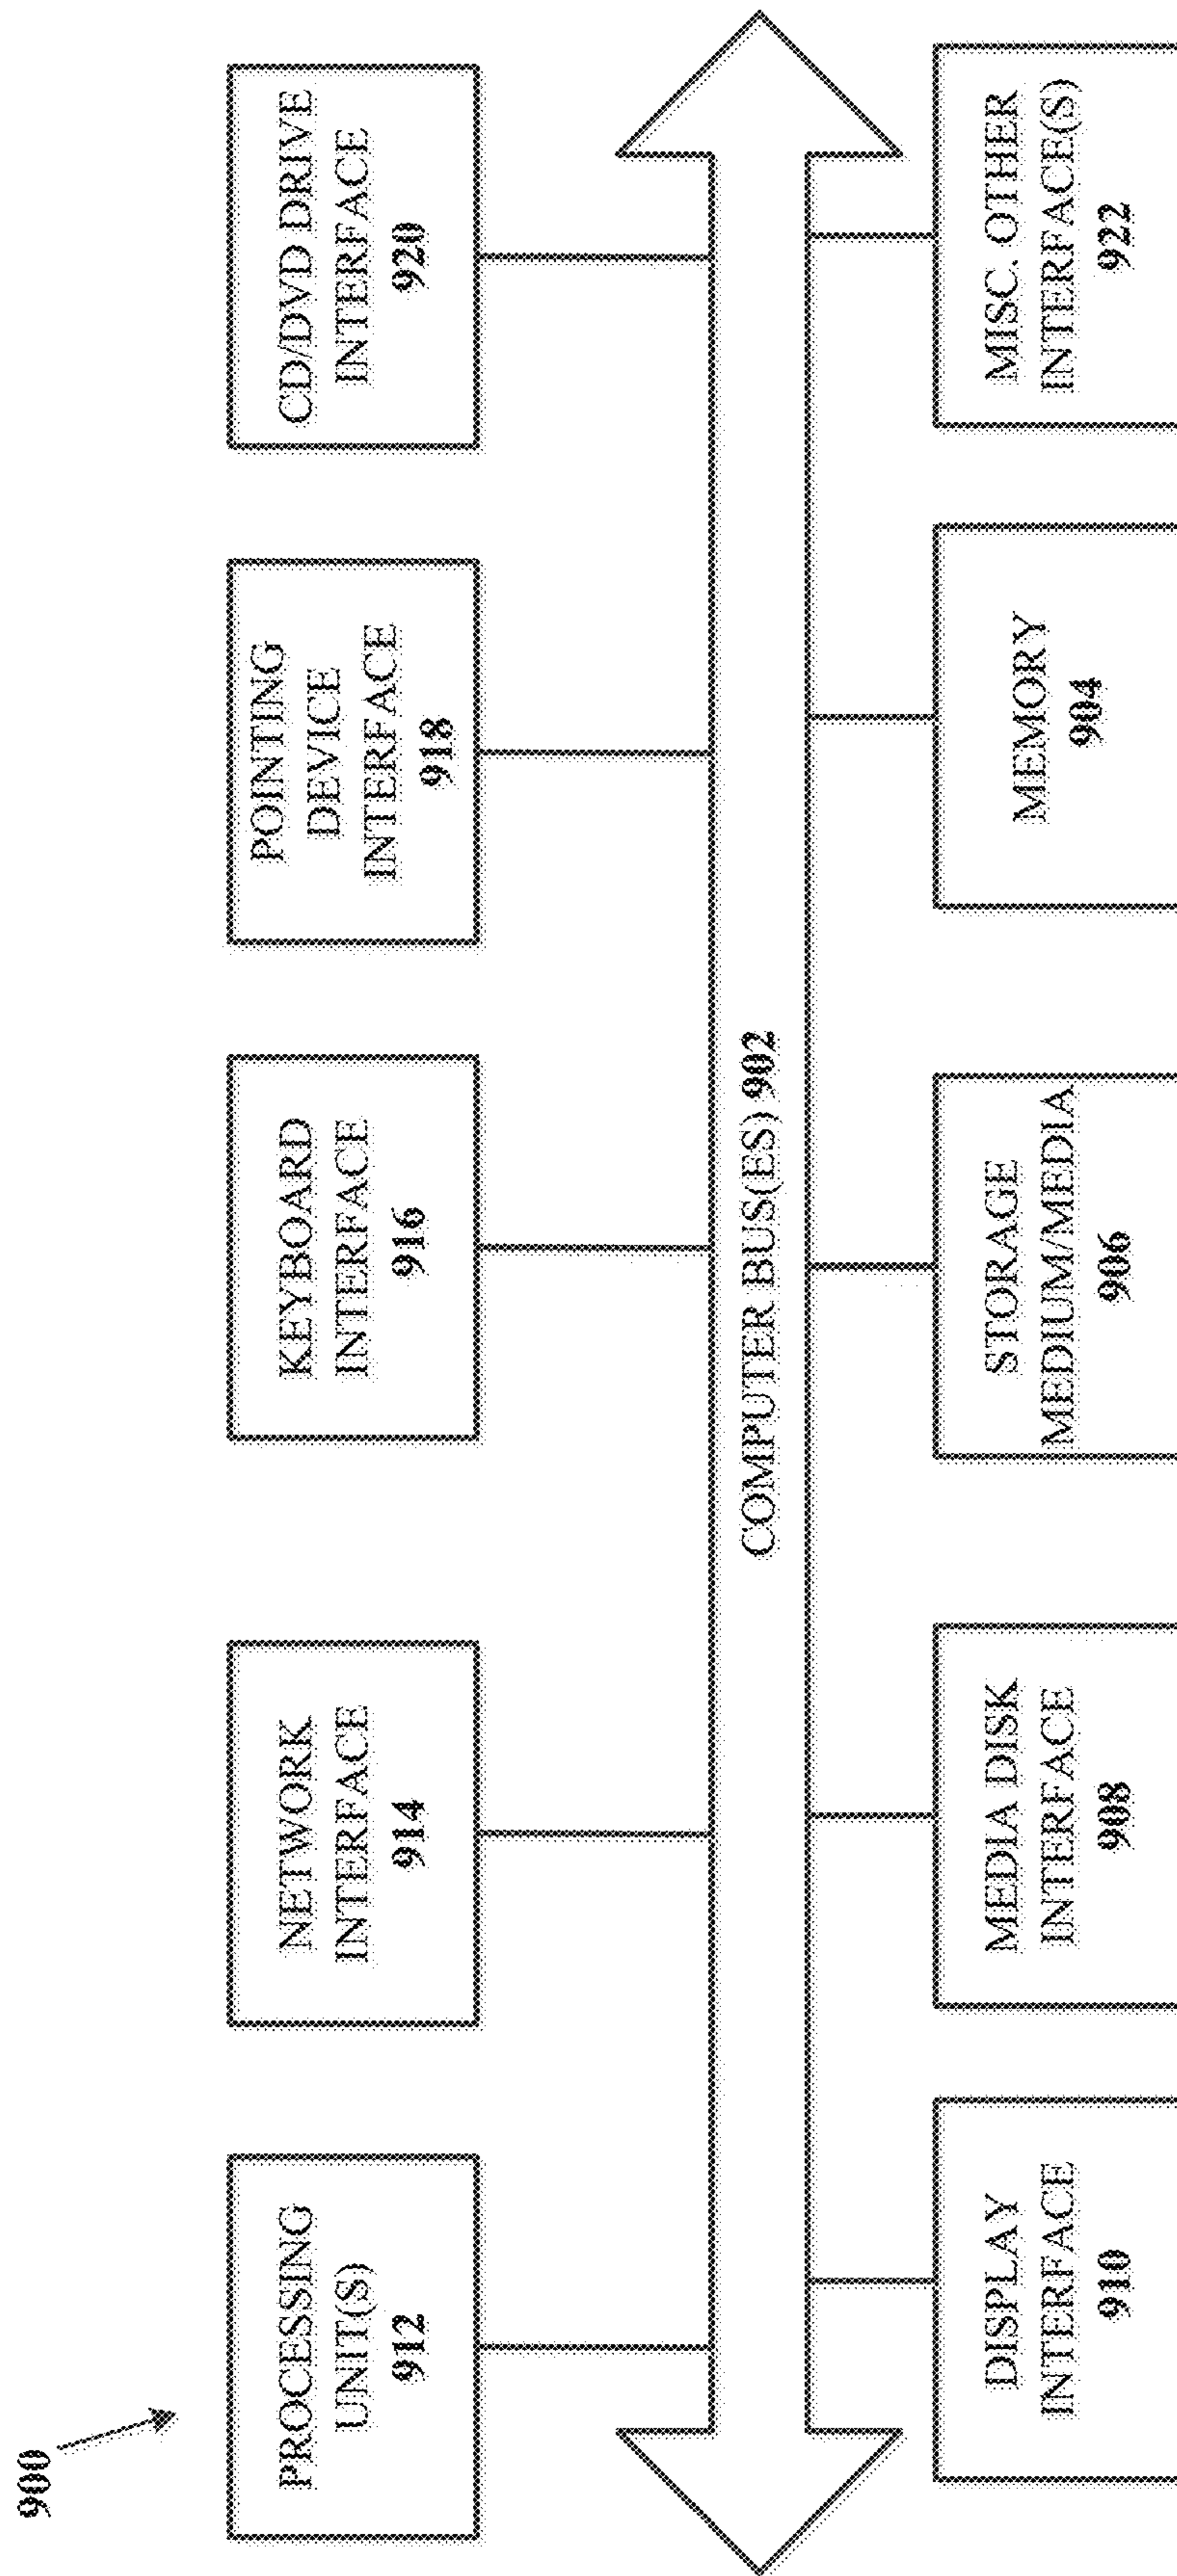 900
PROCESSING
UNIT(S)
912
NETWORK
INTERFACE
914
KEYBOARD
INTERFACE
916
POINTING
DEVICE
INTERFACE
918
CD/DVD DRIVE
INTERFACE
920
COMPUTER BUS(ES) 902
DISPLAY
INTERFACE
910
MEDIA DISK
INTERFACE
908
STORAGE
MEDIUM/MEDIA
906
MEMORY
904
MISC. OTHER
INTERFACE(S)
922